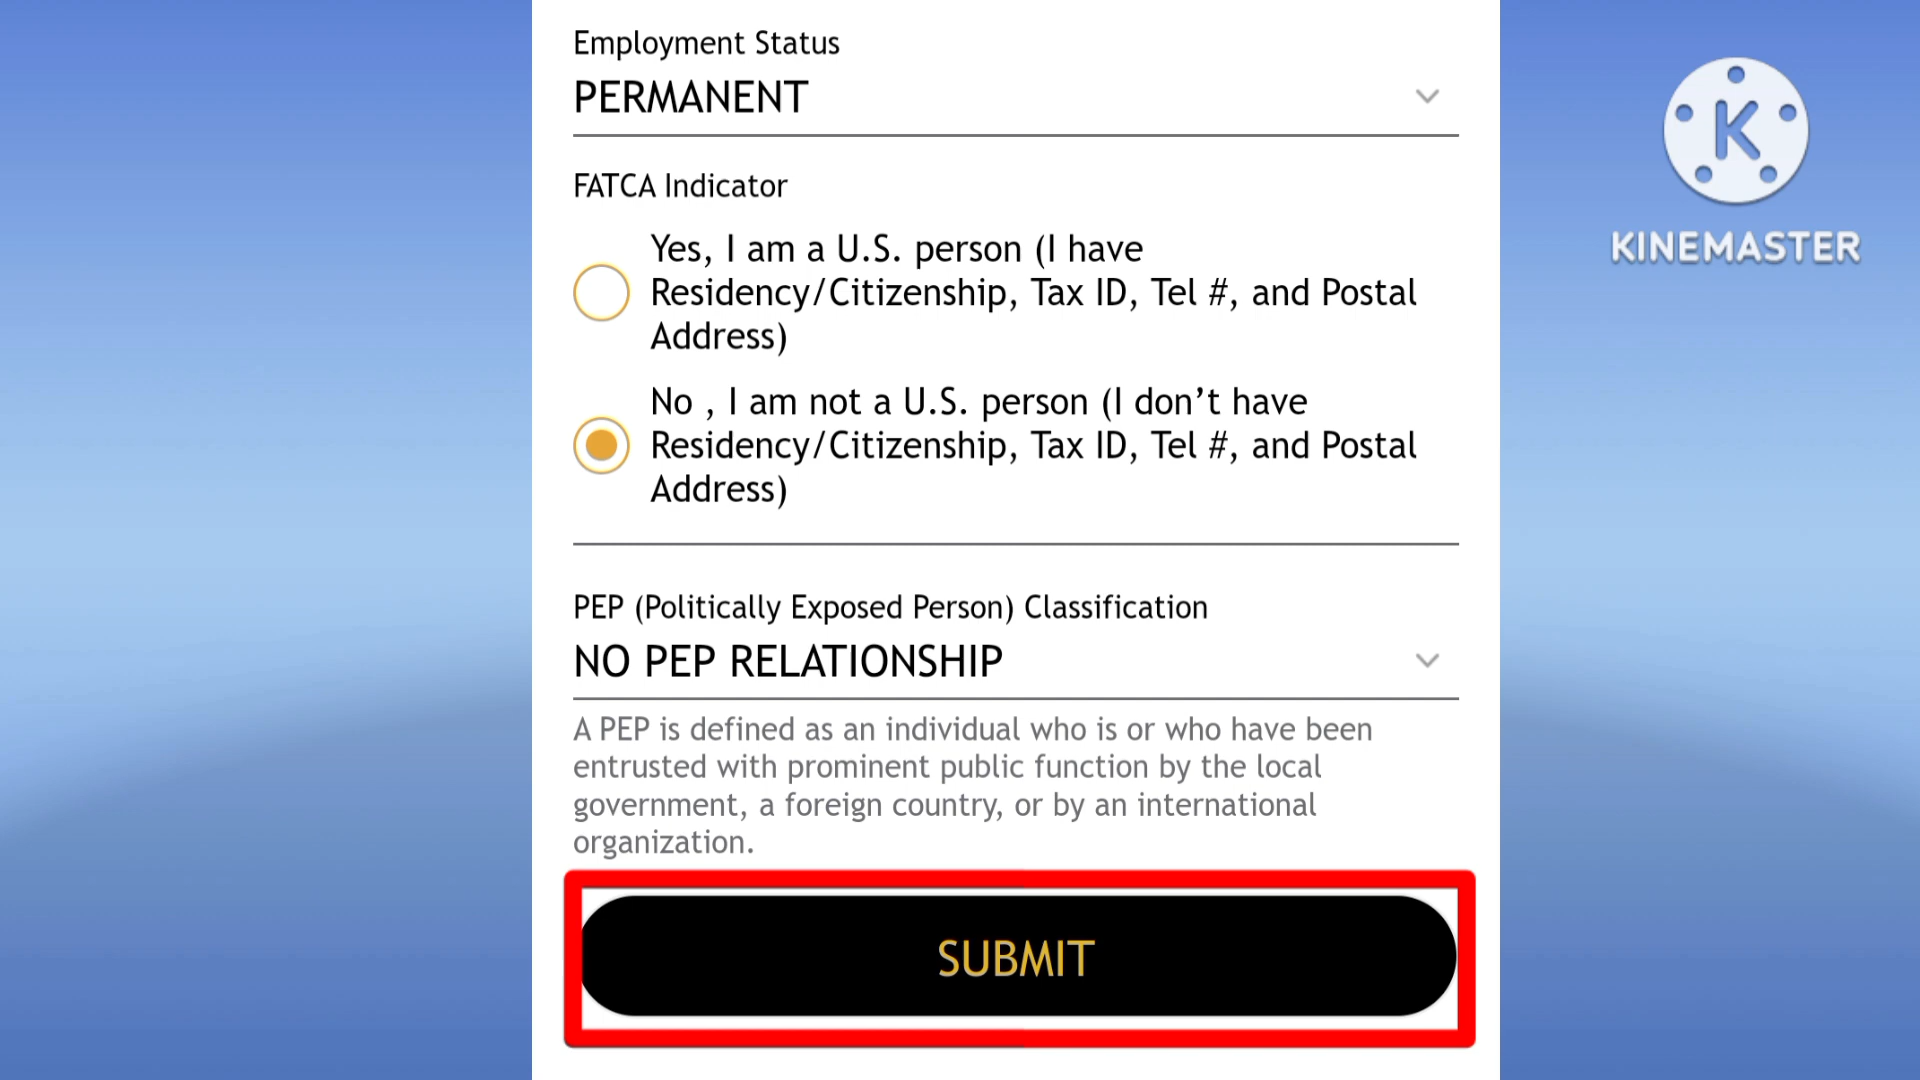 Employment Status
PERMANENT
FATCA Indicator
Yes, I am a U.S. person (I have
Residency/Citizenship, Tax ID, Tel #, and Postal
Address)
No , I am not a U.S. person (I don’t have
Residency/Citizenship, Tax ID, Tel #, and Postal
Address)
PEP (Politically Exposed Person) Classification
NO PEP RELATIONSHIP
A PEP is defined as an individual who is or who have been
entrusted with prominent public function by the local
government, a foreign country, or by an international
organization.
SUBMIT
K
KINEMASTER